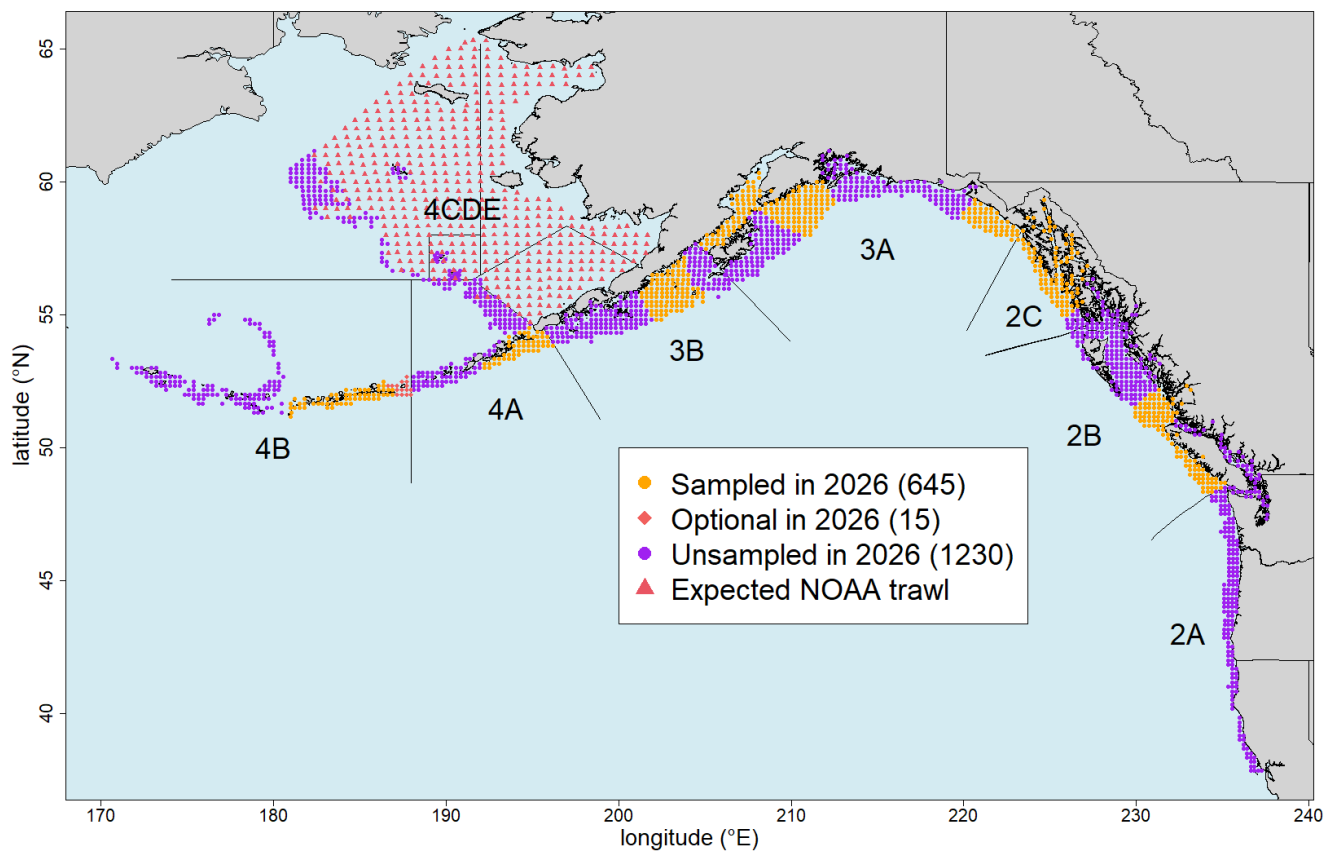 65
60
55
50
45
40
latitude (°N)
4CDE
3A
2C
3B
4A
2B
4B
2A
Sampled in 2026 (645)
Optional in 2026 (15)
Unsampled in 2026 (1230)
Expected NOAA trawl
170
180
190
200
210
220
230
240
longitude (°E)